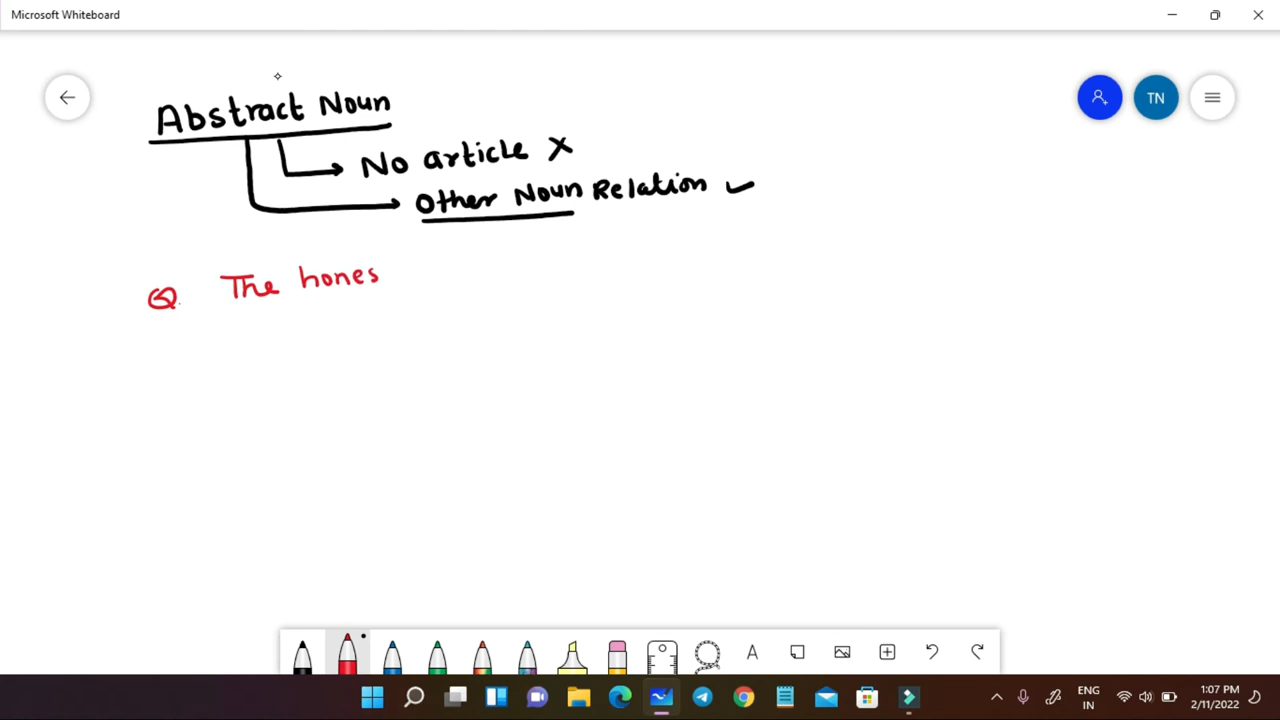 Microsoft Whiteboard
TN
Abstract Noun
No article X
Other Noun Relation ✓
Q. The hones
A
ENG
IN
1:07 PM
2/11/2022